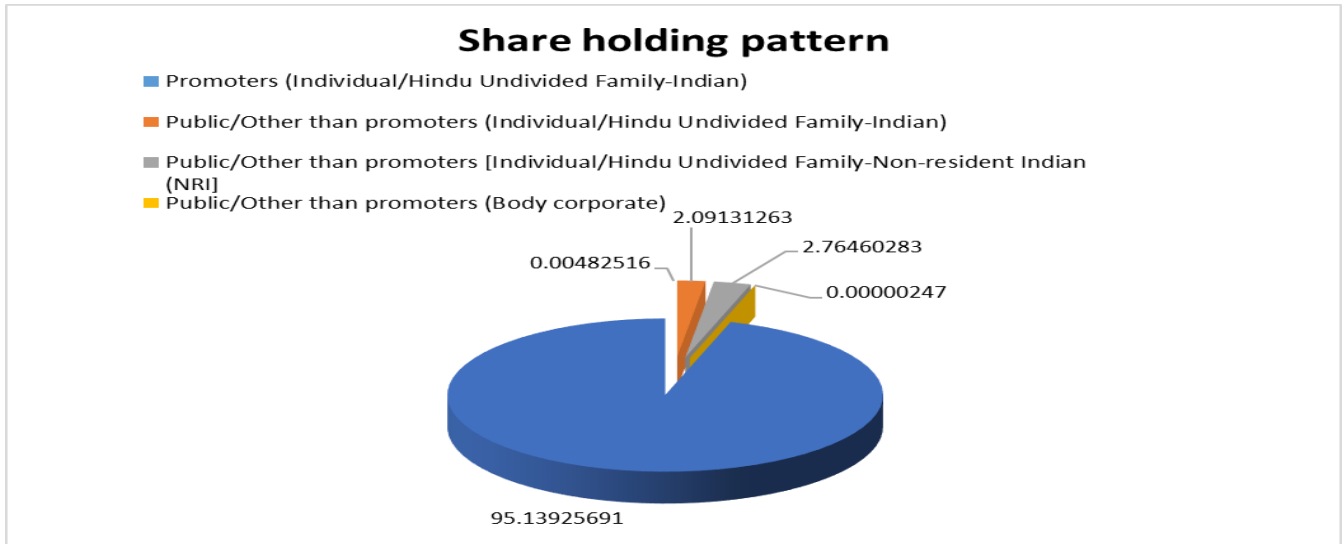 Share holding pattern
Promoters (Individual/Hindu Undivided Family-Indian)
Public/Other than promoters (Individual/Hindu Undivided Family-Indian)
Public/Other than promoters [Individual/Hindu Undivided Family-Non-resident Indian
(NRI]
Public/Other than promoters (Body corporate)
2.09131263
2.76460283
0.00482516
0.00000247
95.13925691